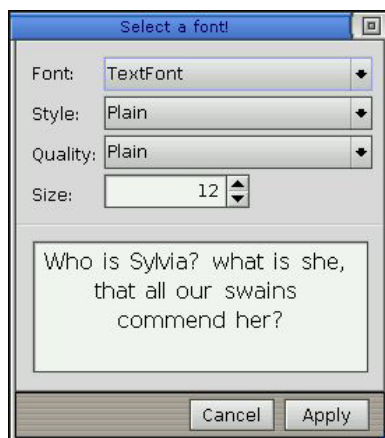 Select a font!
Font: TextFont
Style: Plain
Quality: Plain
Size: 12
Who is Sylvia? what is she,
that all our swains
commend her?
Cancel Apply